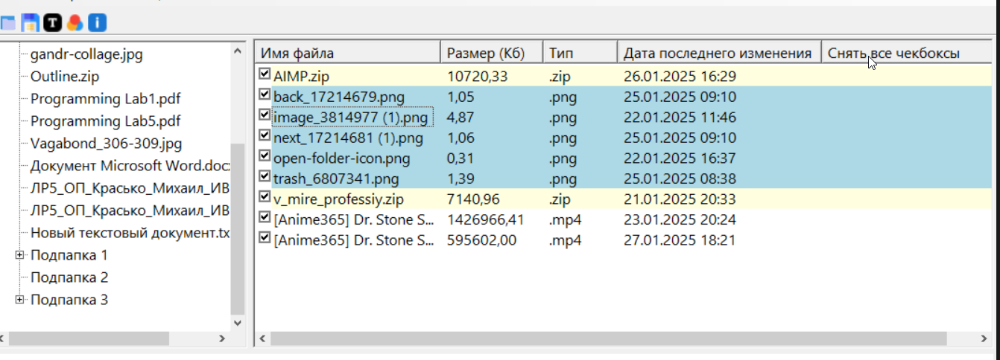 T
i
gandr-collage.jpg
Outline.zip
Programming Lab1.pdf
Programming Lab5.pdf
Vagabond_306-309.jpg
Документ Microsoft Word.doc
ЛР5_ОП_Красько_Михаил_ИВ
ЛР5_ОП_Красько_Михаил_ИВ
Новый текстовый документ.tx
Подпапка 1
Подпапка 2
Подпапка 3
Имя файла Размер (Кб) Тип Дата последнего изменения Снять все чекбоксы
AIMP.zip 10720,33 .zip 26.01.2025 16:29
back_17214679.png 1,05 .png 25.01.2025 09:10
image_3814977 (1).png 4,87 .png 22.01.2025 11:46
next_17214681 (1).png 1,06 .png 25.01.2025 09:10
open-folder-icon.png 0,31 .png 22.01.2025 16:37
trash_6807341.png 1,39 .png 25.01.2025 08:38
v_mire_professiy.zip 7140,96 .zip 21.01.2025 20:33
[Anime365] Dr. Stone S... 1426966,41 .mp4 23.01.2025 20:24
[Anime365] Dr. Stone S... 595602,00 .mp4 27.01.2025 18:21